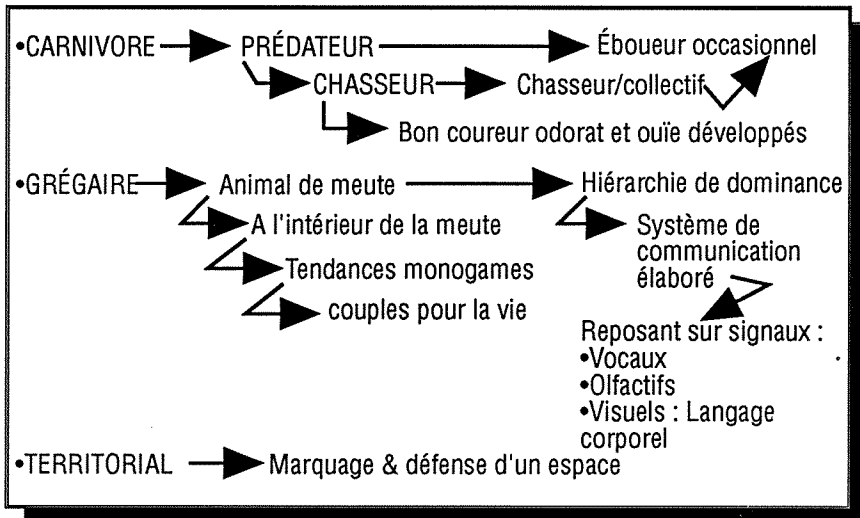 •CARNIVORE PRÉDATEUR Éboueur occasionnel
CHASSEUR Chasseur/collectif
Bon coureur odorat et ouïe développés
•GRÉGAIRE Animal de meute Hiérarchie de dominance
A l'intérieur de la meute
Tendances monogames
couples pour la vie
Système de
communication
élaboré
Reposant sur signaux :
•Vocaux
•Olfactifs
•Visuels : Langage
corporel
•TERRITORIAL Marquage & défense d'un espace